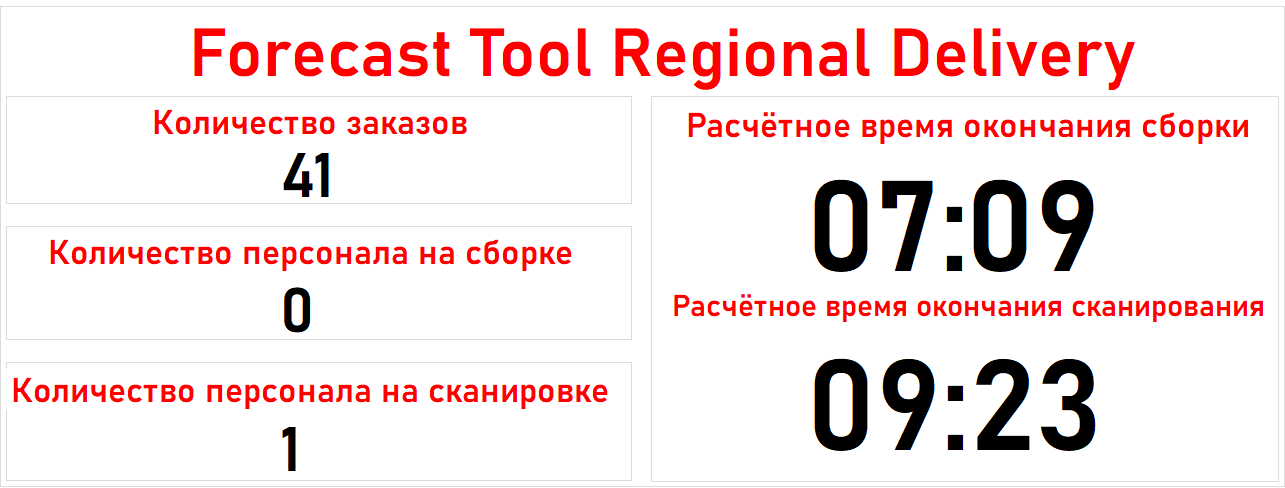 Forecast Tool Regional Delivery
Количество заказов
41
Количество персонала на сборке
0
Количество персонала на сканировке
1
Расчётное время окончания сборки
07:09
Расчётное время окончания сканирования
09:23